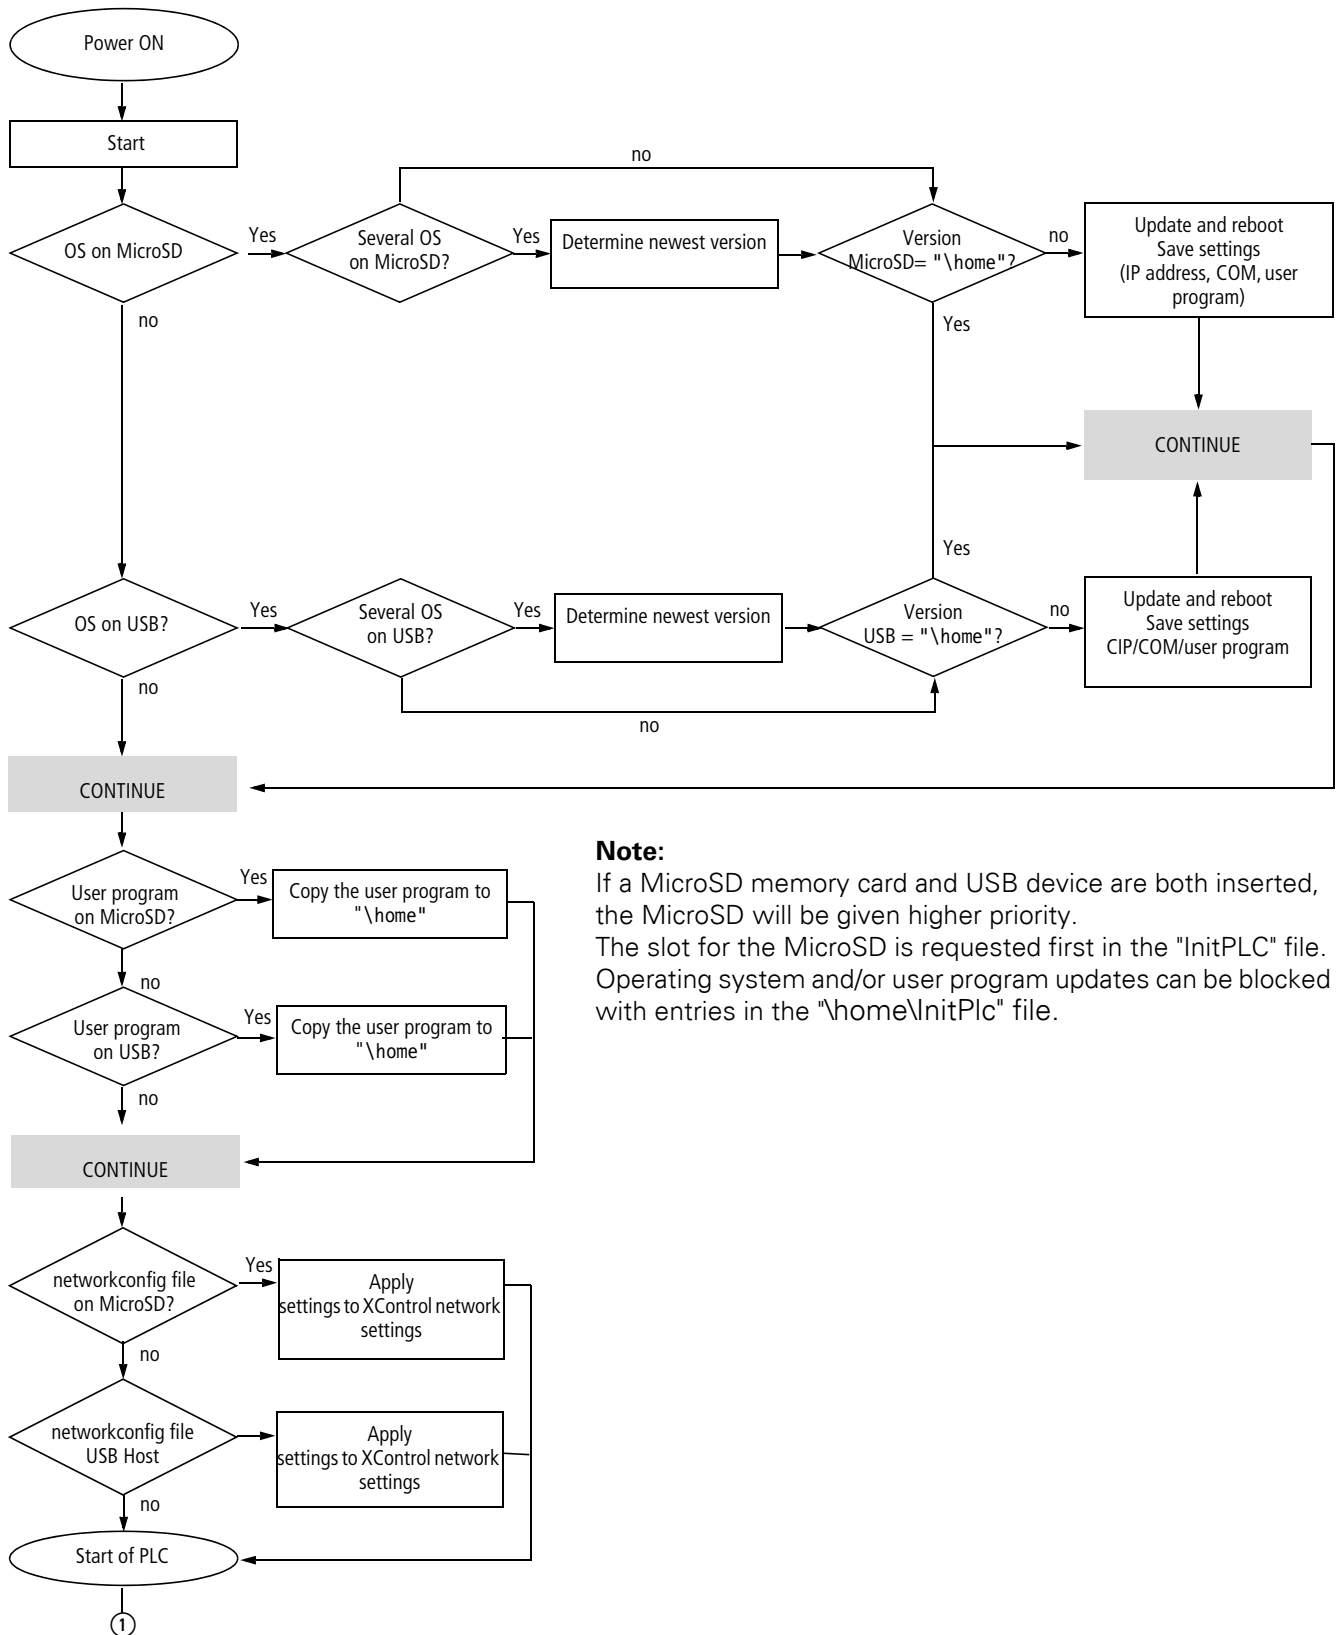 Power ON
Start
no
OS on MicroSD
Yes
Several OS
on MicroSD?
Yes
Determine newest version
Version
MicroSD= "\home"?
no
Update and reboot
Save settings
(IP address, COM, user
program)
no
Yes
CONTINUE
Yes
OS on USB?
Yes
Several OS
on USB?
Yes
Determine newest version
Version
USB = "\home"?
no
Update and reboot
Save settings
CIP/COM/user program
no
no
CONTINUE
User program
on MicroSD?
Yes
Copy the user program to
"\home"
no
User program
on USB?
Yes
Copy the user program to
"\home"
no
Note:
If a MicroSD memory card and USB device are both inserted,
the MicroSD will be given higher priority.
The slot for the MicroSD is requested first in the "InitPLC" file.
Operating system and/or user program updates can be blocked
with entries in the "\home\InitPlc" file.
CONTINUE
networkconfig file
on MicroSD?
Yes
Apply
settings to XControl network
settings
no
networkconfig file
USB Host
Apply
settings to XControl network
settings
no
Start of PLC
1